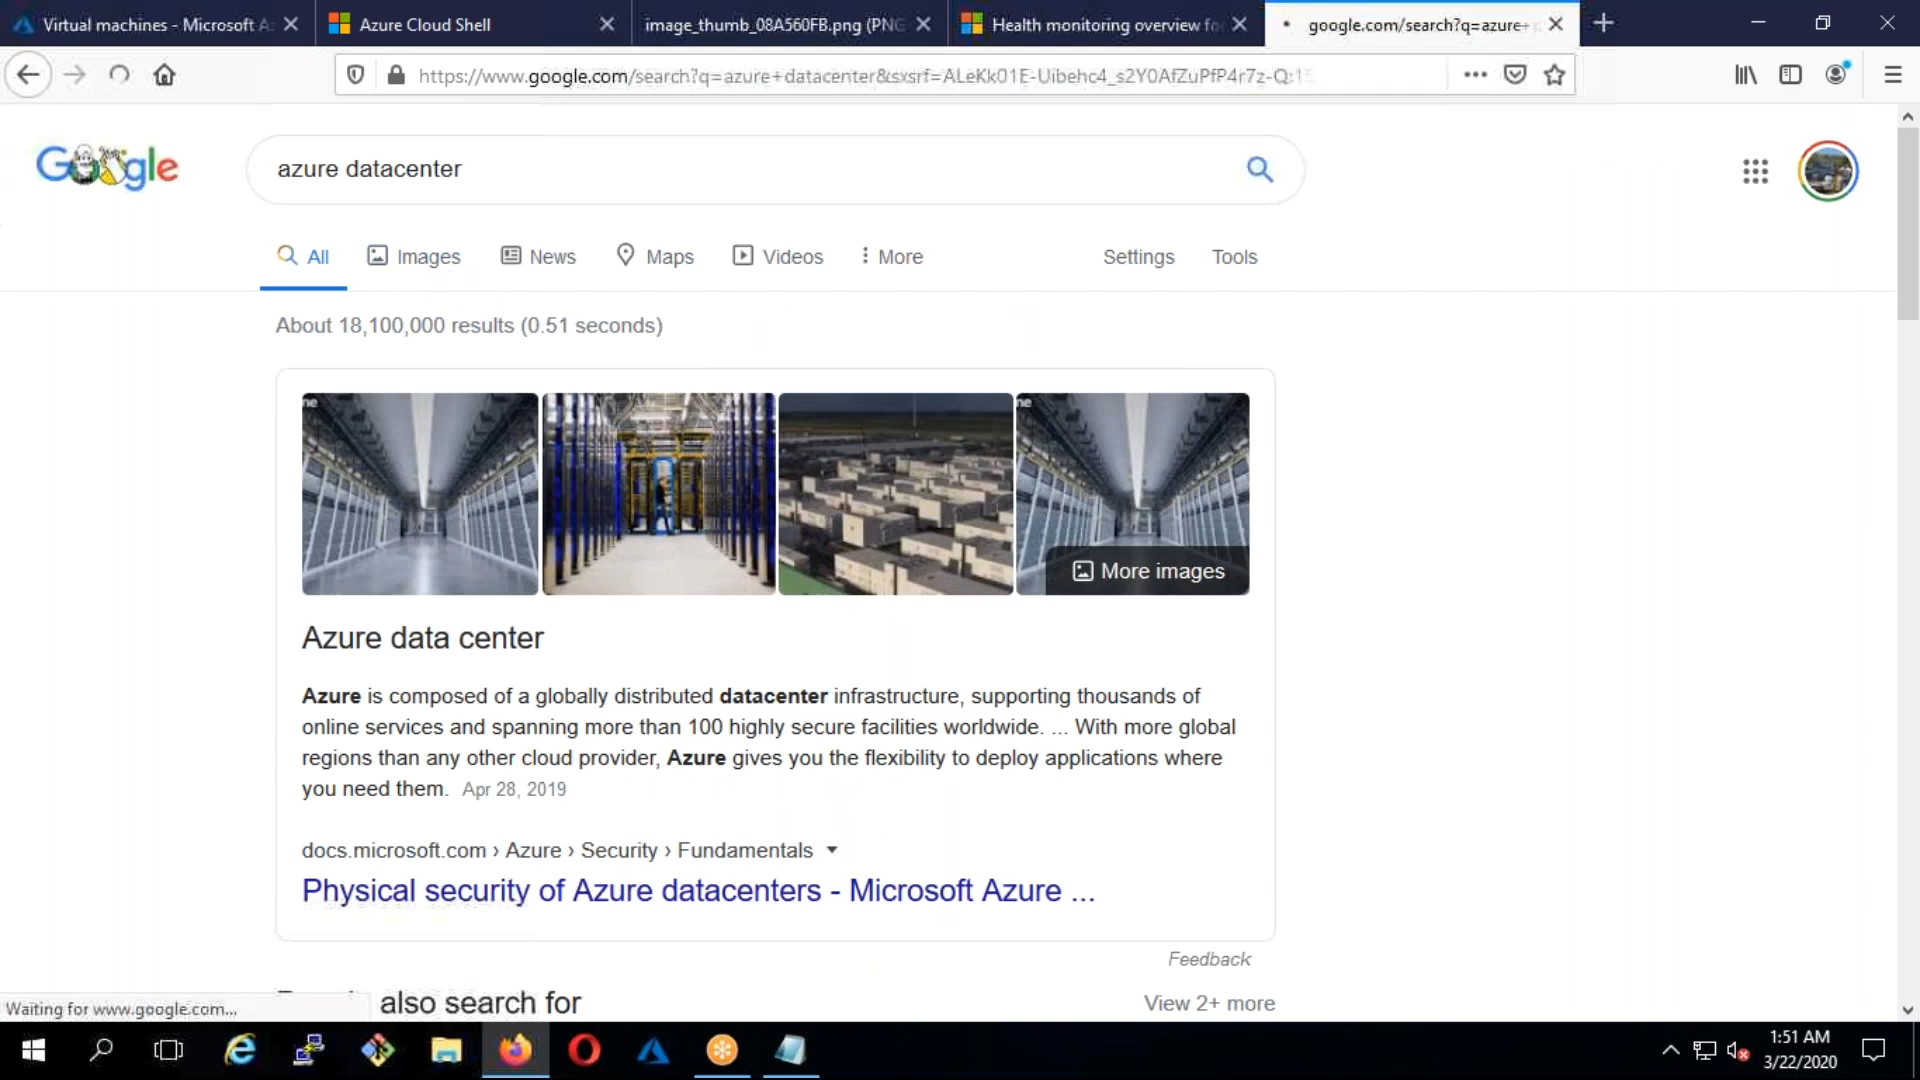 Virtual machines - Microsoft A
Azure Cloud Shell
image_thumb_08A560FB.png (PNG
Health monitoring overview fo
google.com/search?q=azure+
https://www.google.com/search?q=azure+datacenter&sxsrf=ALeKk01E-Uibehc4_s2Y0AfZuPfP4r7z-Q:1
Google
azure datacenter
All
Images
News
Maps
Videos
More
Settings
Tools
About 18,100,000 results (0.51 seconds)
ne
ne
More images
Azure data center
Azure is composed of a globally distributed datacenter infrastructure, supporting thousands of
online services and spanning more than 100 highly secure facilities worldwide. ... With more global
regions than any other cloud provider, Azure gives you the flexibility to deploy applications where
you need them. Apr 28, 2019
docs.microsoft.com › Azure › Security › Fundamentals
Physical security of Azure datacenters - Microsoft Azure ...
Feedback
also search for
View 2+ more
Waiting for www.google.com...
1:51 AM
3/22/2020